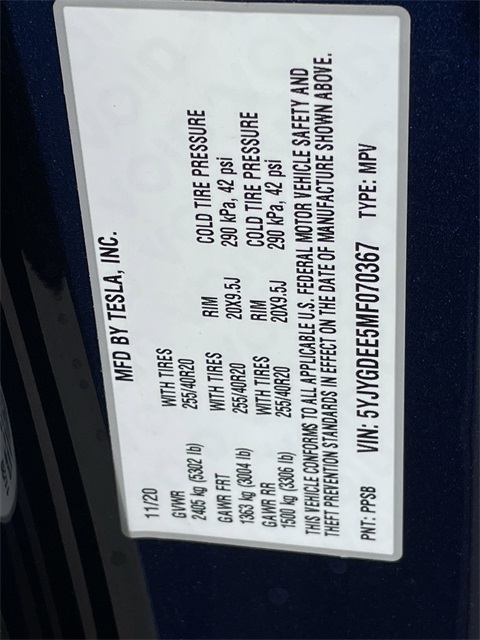 MFD BY TESLA, INC.
11/20
GVWR WITH TIRES
2405 kg (5302 lb) 255/40R20
GAWR FRT WITH TIRES RIM COLD TIRE PRESSURE
1363 kg (3004 lb) 255/40R20 20X9.5J 290 kPa, 42 psi
GAWR RR WITH TIRES RIM COLD TIRE PRESSURE
1500 kg (3306 lb) 255/40R20 20X9.5J 290 kPa, 42 psi
THIS VEHICLE CONFORMS TO ALL APPLICABLE U.S. FEDERAL MOTOR VEHICLE SAFETY AND
THEFT PREVENTION STANDARDS IN EFFECT ON THE DATE OF MANUFACTURE SHOWN ABOVE.
PNT: PPSB VIN: 5YJYGDEE5MF070367 TYPE: MPV